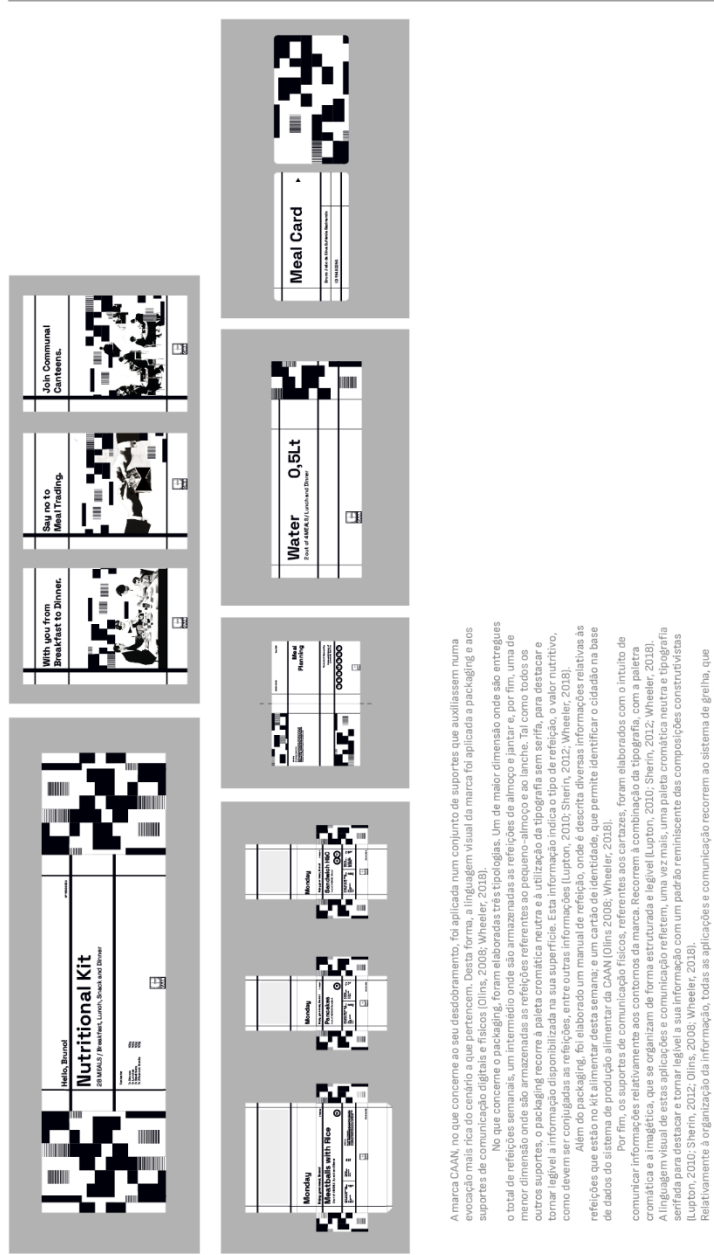 Hello, Bruno!
Nutritional Kit
28 MEALS / Breakfast, Lunch, Snack and Dinner
With you from
Breakfast to Dinner.
Say no to
Meal Trading.
Join Communal
Canteens.
Monday
Meatballs with Rice
Monday
Pancakes
Monday
Sandwich
Meal
Planning
Water 0,5Lt
2 out of 4 MEALS / Lunch and Dinner
Meal Card
A marca CAAN, no que concerne ao seu desdobramento, foi aplicada num conjunto de suportes que auxiliassem numa
evocação mais rica do cenário a que pertencem. Desta forma, a linguagem visual da marca foi aplicada a packaging e aos
suportes de comunicação digitais e físicos (Olins, 2008; Wheeler, 2018).
No que concerne o packaging, foram elaboradas três tipologias. Um de maior dimensão onde são entregues
o total de refeições semanais, um intermédio onde são armazenadas as refeições de almoço e jantar e, por fim, uma de
menor dimensão onde são armazenadas as refeições referentes ao pequeno-almoço e ao lanche. Tal como todos os
outros suportes, o packaging recorre à paleta cromática neutra e à utilização da tipografia sem serifa, para destacar e
tornar legível a informação disponibilizada na sua superfície. Esta informação indica o tipo de refeição, o valor nutritivo,
como devem ser conjugadas as refeições, entre outras informações (Lupton, 2010; Sherin, 2012; Wheeler, 2018).
Além do packaging, foi elaborado um manual de refeição, onde é descrita diversas informações relativas às
refeições que estão no kit alimentar desta semana; e um cartão de identidade, que permite identificar o cidadão na base
de dados do sistema de produção alimentar da CAAN (Olins 2008; Wheeler, 2018).
Por fim, os suportes de comunicação físicos, referentes aos cartazes, foram elaborados com o intuito de
comunicar informações relativamente aos contornos da marca. Recorrem à combinação da tipografia, com a paletra
cromática e a imagética, que se organizam de forma estruturada e legível (Lupton, 2010; Sherin, 2012; Wheeler, 2018).
A linguagem visual de estas aplicações e comunicação refletem, uma vez mais, uma paleta cromática neutra e tipografia
serifada para destacar e tornar legível a sua informação com um padrão reminiscente das composições construtivistas
(Lupton, 2010; Sherin, 2012; Olins, 2008; Wheeler, 2018).
Relativamente à organização da informação, todas as aplicações e comunicação recorrem ao sistema de grelha, que